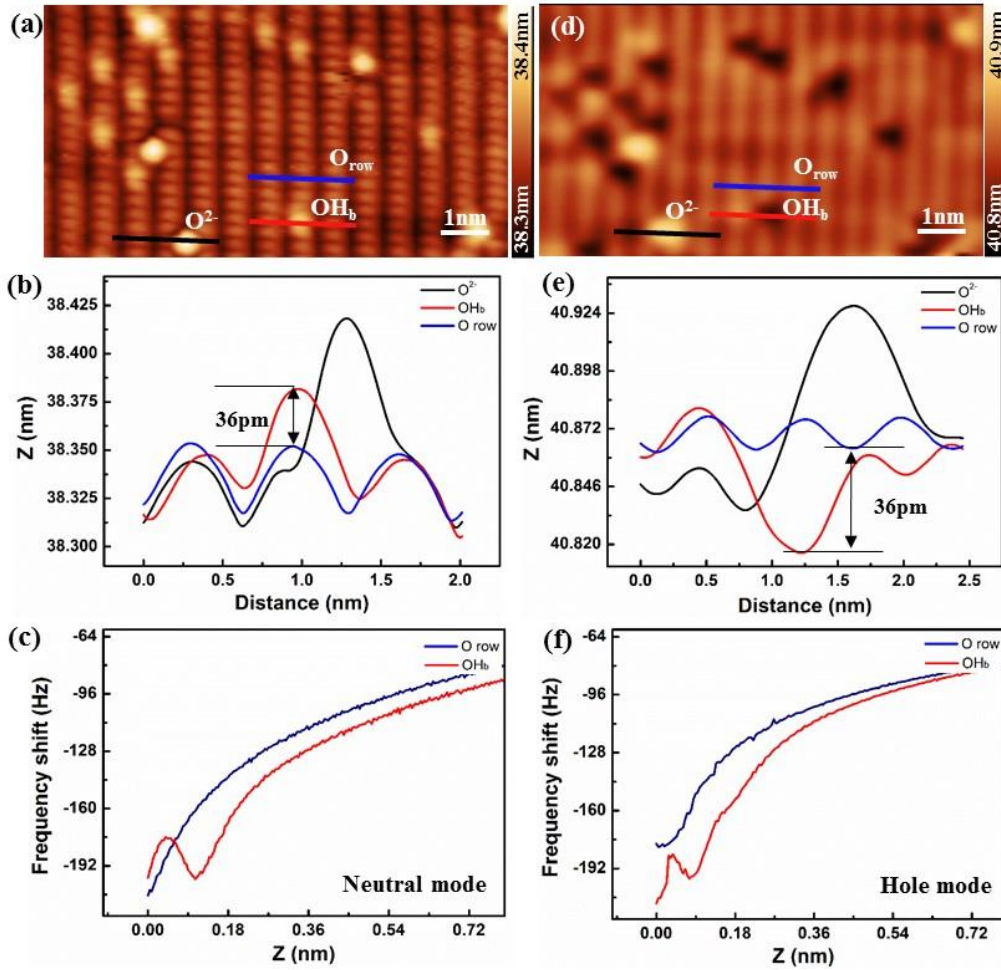 (a)
O_row
OH_b
O²⁻
1nm
38.4nm
38.3nm
(d)
O_row
OH_b
O²⁻
1nm
40.9nm
40.8nm
(b)
38.425
38.400
38.375
38.350
38.325
38.300
Z (nm)
O²⁻
OH_b
O row
36pm
0.0 0.5 1.0 1.5 2.0
Distance (nm)
(e)
40.924
40.898
40.872
40.846
40.820
Z (nm)
O²⁻
OH_b
O row
36pm
0.0 0.5 1.0 1.5 2.0 2.5
Distance (nm)
(c)
-64
-96
-128
-160
-192
Frequency shift (Hz)
O row
OH_b
Neutral mode
0.00 0.18 0.36 0.54 0.72
Z (nm)
(f)
-64
-96
-128
-160
-192
Frequency shift (Hz)
O row
OH_b
Hole mode
0.00 0.18 0.36 0.54 0.72
Z (nm)